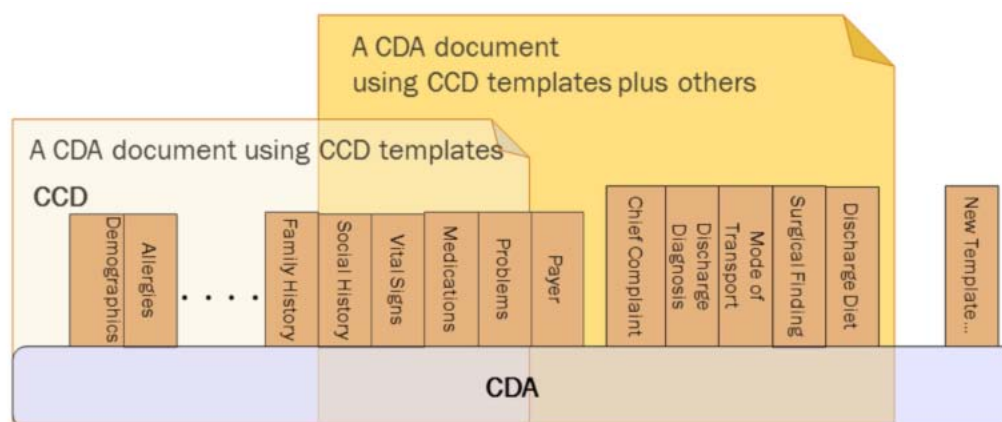 A CDA document
using CCD templates plus others
A CDA document using CCD templates
CCD
Demographics
Allergies
. . . . .
Family History
Social History
Vital Signs
Medications
Problems
Payer
Chief Complaint
Discharge
Diagnosis
Mode of
Transport
Surgical Finding
Discharge Diet
New Template...
CDA